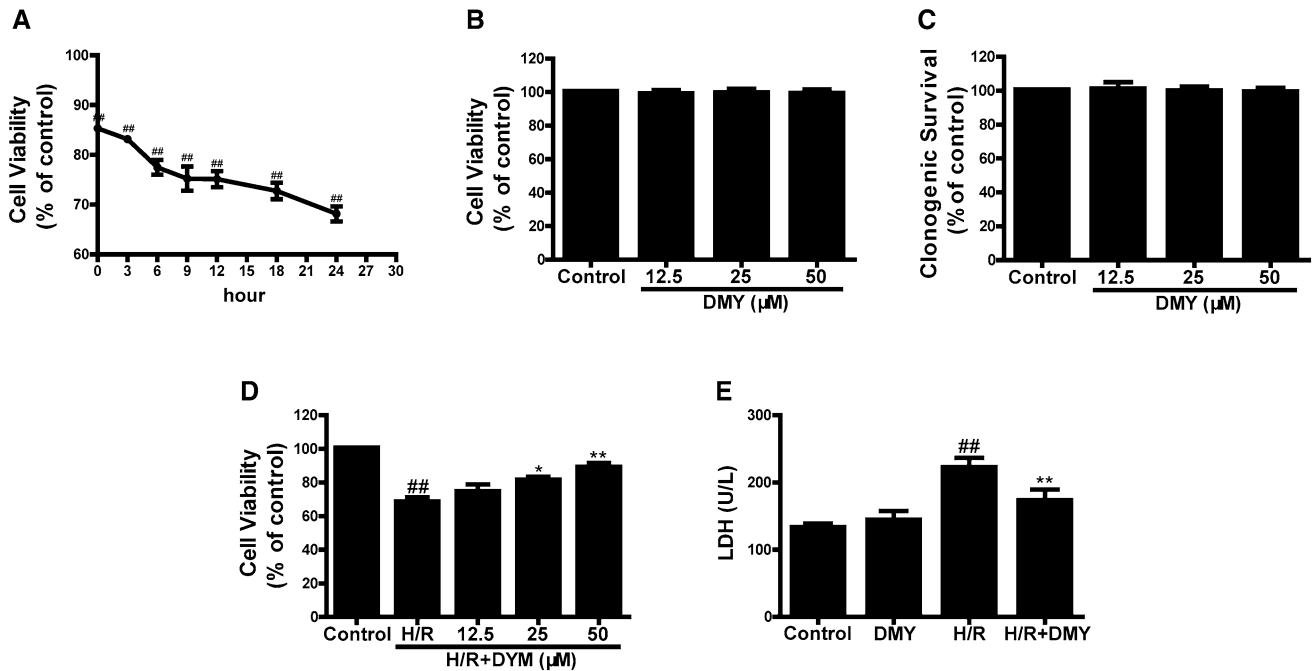 A
Cell Viability
(% of control)
100
90
80
70
60
##
##
##
##
##
##
##
0 3 6 9 12 15 18 21 24 27 30
hour
B
Cell Viability
(% of control)
120
100
80
60
40
20
0
Control 12.5 25 50
DMY (µM)
C
Clonogenic Survival
(% of control)
120
100
80
60
40
20
0
Control 12.5 25 50
DMY (µM)
D
Cell Viability
(% of control)
120
100
80
60
40
20
0
##
*
**
Control H/R 12.5 25 50
H/R+DYM (µM)
E
LDH (U/L)
300
200
100
0
##
**
Control DMY H/R H/R+DMY